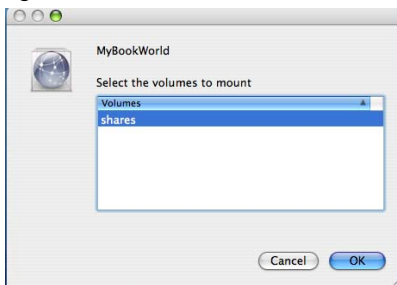 MyBookWorld
Select the volumes to mount
Volumes
shares
Cancel OK